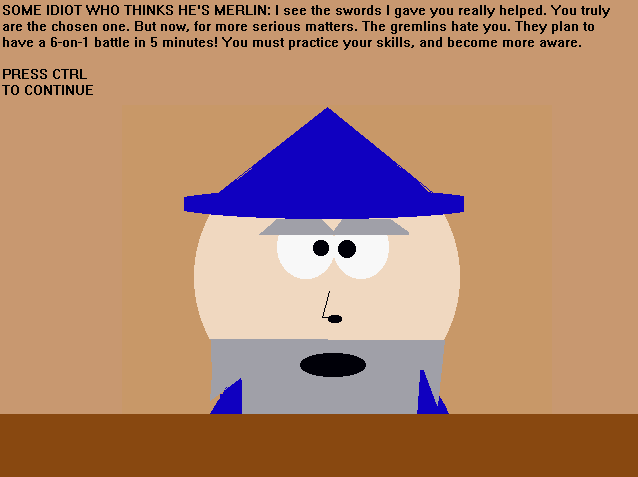 SOME IDIOT WHO THINKS HE'S MERLIN: I see the swords I gave you really helped. You truly
are the chosen one. But now, for more serious matters. The gremlins hate you. They plan to
have a 6-on-1 battle in 5 minutes! You must practice your skills, and become more aware.
PRESS CTRL
TO CONTINUE